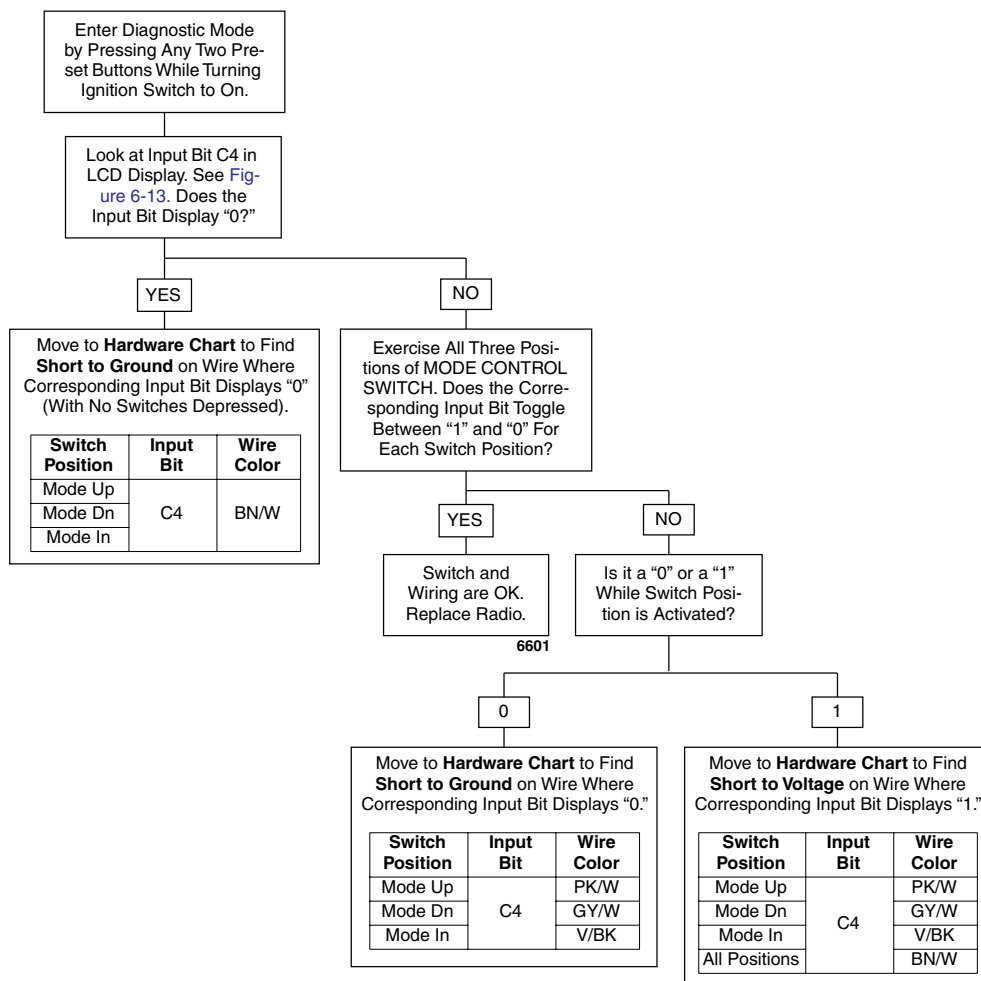 Enter Diagnostic Mode
by Pressing Any Two Pre-
set Buttons While Turning
Ignition Switch to On.
Look at Input Bit C4 in
LCD Display. See Fig-
ure 6-13. Does the
Input Bit Display “0?”
YES
NO
Move to Hardware Chart to Find
Short to Ground on Wire Where
Corresponding Input Bit Displays “0”
(With No Switches Depressed).
Switch Position Input Bit Wire Color
Mode Up
Mode Dn C4 BN/W
Mode In
Exercise All Three Posi-
tions of MODE CONTROL
SWITCH. Does the Corre-
sponding Input Bit Toggle
Between “1” and “0” For
Each Switch Position?
YES
NO
Switch and
Wiring are OK.
Replace Radio.
6601
Is it a “0” or a “1”
While Switch Posi-
tion is Activated?
0
1
Move to Hardware Chart to Find
Short to Ground on Wire Where
Corresponding Input Bit Displays “0.”
Switch Position Input Bit Wire Color
Mode Up PK/W
Mode Dn C4 GY/W
Mode In V/BK
Move to Hardware Chart to Find
Short to Voltage on Wire Where
Corresponding Input Bit Displays “1.”
Switch Position Input Bit Wire Color
Mode Up PK/W
Mode Dn C4 GY/W
Mode In V/BK
All Positions BN/W